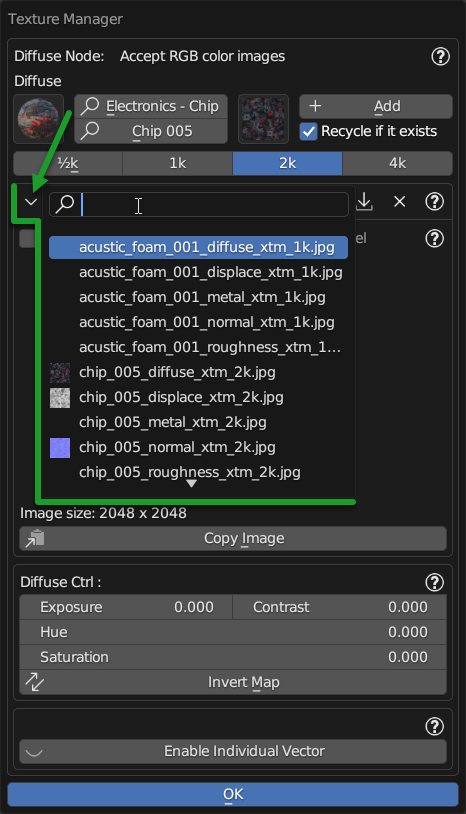 Texture Manager
Diffuse Node: Accept RGB color images
Diffuse
Electronics - Chip
Add
Chip 005
Recycle if it exists
½k 1k 2k 4k
acustic_foam_001_diffuse_xtm_1k.jpg
el
acustic_foam_001_displace_xtm_1k.jpg
acustic_foam_001_metal_xtm_1k.jpg
acustic_foam_001_normal_xtm_1k.jpg
acustic_foam_001_roughness_xtm_1...
chip_005_diffuse_xtm_2k.jpg
chip_005_displace_xtm_2k.jpg
chip_005_metal_xtm_2k.jpg
chip_005_normal_xtm_2k.jpg
chip_005_roughness_xtm_2k.jpg
Image size: 2048 x 2048
Copy Image
Diffuse Ctrl :
Exposure 0.000 Contrast 0.000
Hue 0.000
Saturation 0.000
Invert Map
Enable Individual Vector
OK